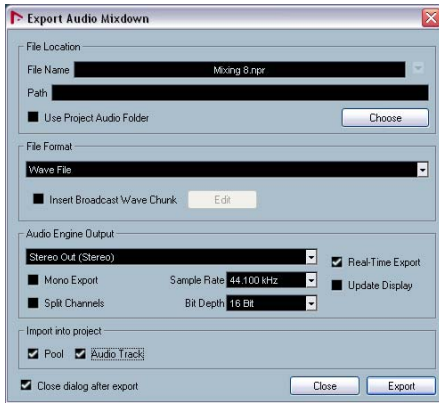 Export Audio Mixdown
File Location
File Name Mixing 8.npr
Path
Use Project Audio Folder Choose
File Format
Wave File
Insert Broadcast Wave Chunk Edit
Audio Engine Output
Stereo Out (Stereo) Real-Time Export
Mono Export Sample Rate 44.100 kHz Update Display
Split Channels Bit Depth 16 Bit
Import into project
Pool Audio Track
Close dialog after export Close Export